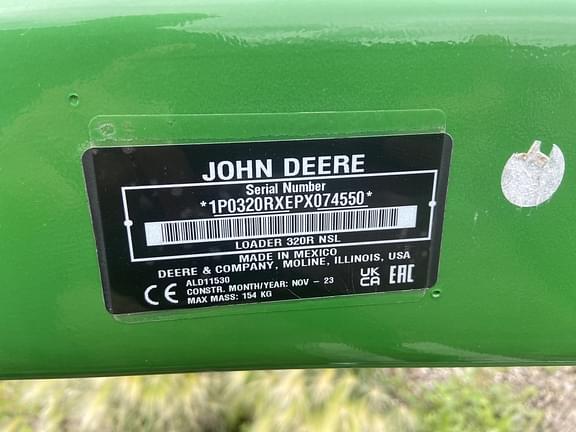 JOHN DEERE
Serial Number
*1P0320RXEPX074550*
LOADER 320R NSL
MADE IN MEXICO
DEERE & COMPANY, MOLINE, ILLINOIS, USA
ALD11530
CONSTR. MONTH/YEAR: NOV - 23
MAX MASS: 154 KG
CE
UK
CA
EAC